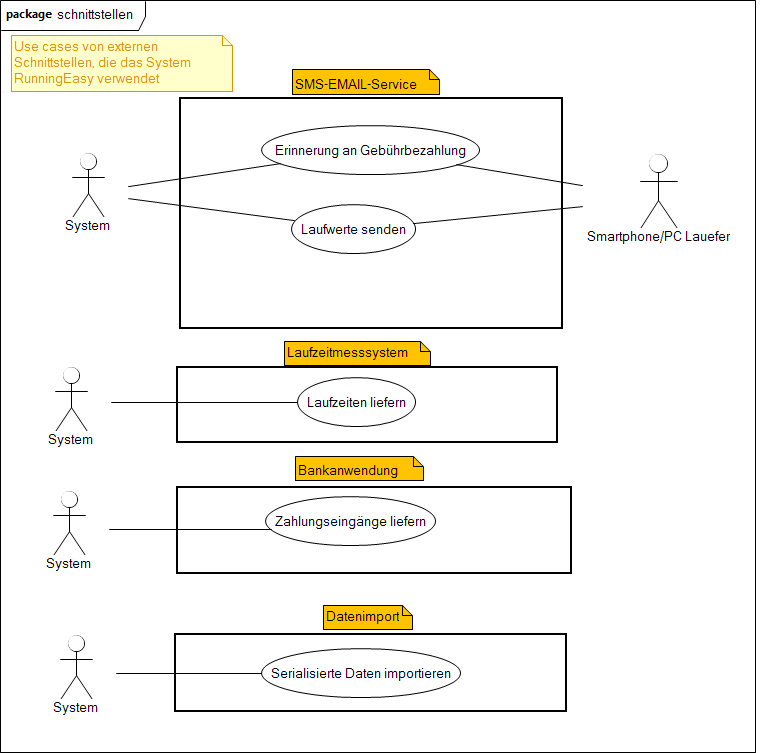 package schnittstellen
Use cases von externen
Schnittstellen, die das System
RunningEasy verwendet
SMS-EMAIL-Service
Erinnerung an Gebührbezahlung
System
Smartphone/PC Lauefer
Laufwerte senden
Laufzeitmesssystem
Laufzeiten liefern
System
Bankanwendung
Zahlungseingänge liefern
System
Datenimport
Serialisierte Daten importieren
System